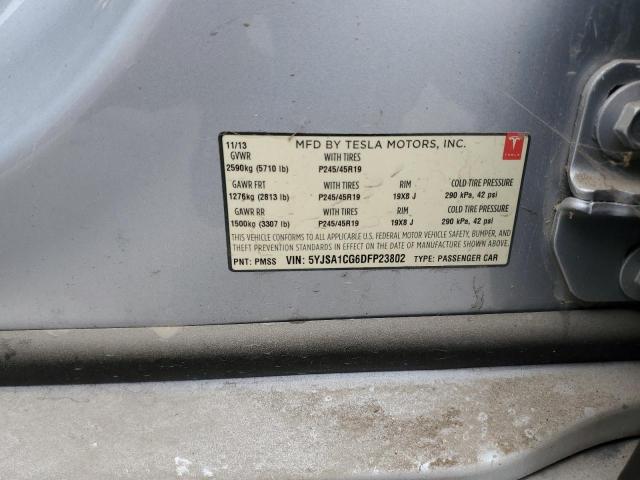 11/13 MFD BY TESLA MOTORS, INC.
GVWR WITH TIRES
2590kg (5710 lb) P245/45R19
GAWR FRT WITH TIRES RIM COLD TIRE PRESSURE
1276kg (2813 lb) P245/45R19 19X8 J 290 kPa, 42 psi
GAWR RR WITH TIRES RIM COLD TIRE PRESSURE
1500kg (3307 lb) P245/45R19 19X8 J 290 kPa, 42 psi
THIS VEHICLE CONFORMS TO ALL APPLICABLE U.S. FEDERAL MOTOR VEHICLE SAFETY, BUMPER, AND
THEFT PREVENTION STANDARDS IN EFFECT ON THE DATE OF MANUFACTURE SHOWN ABOVE.
PNT: PMSS VIN: 5YJSA1CG6DFP23802 TYPE: PASSENGER CAR
TESLA